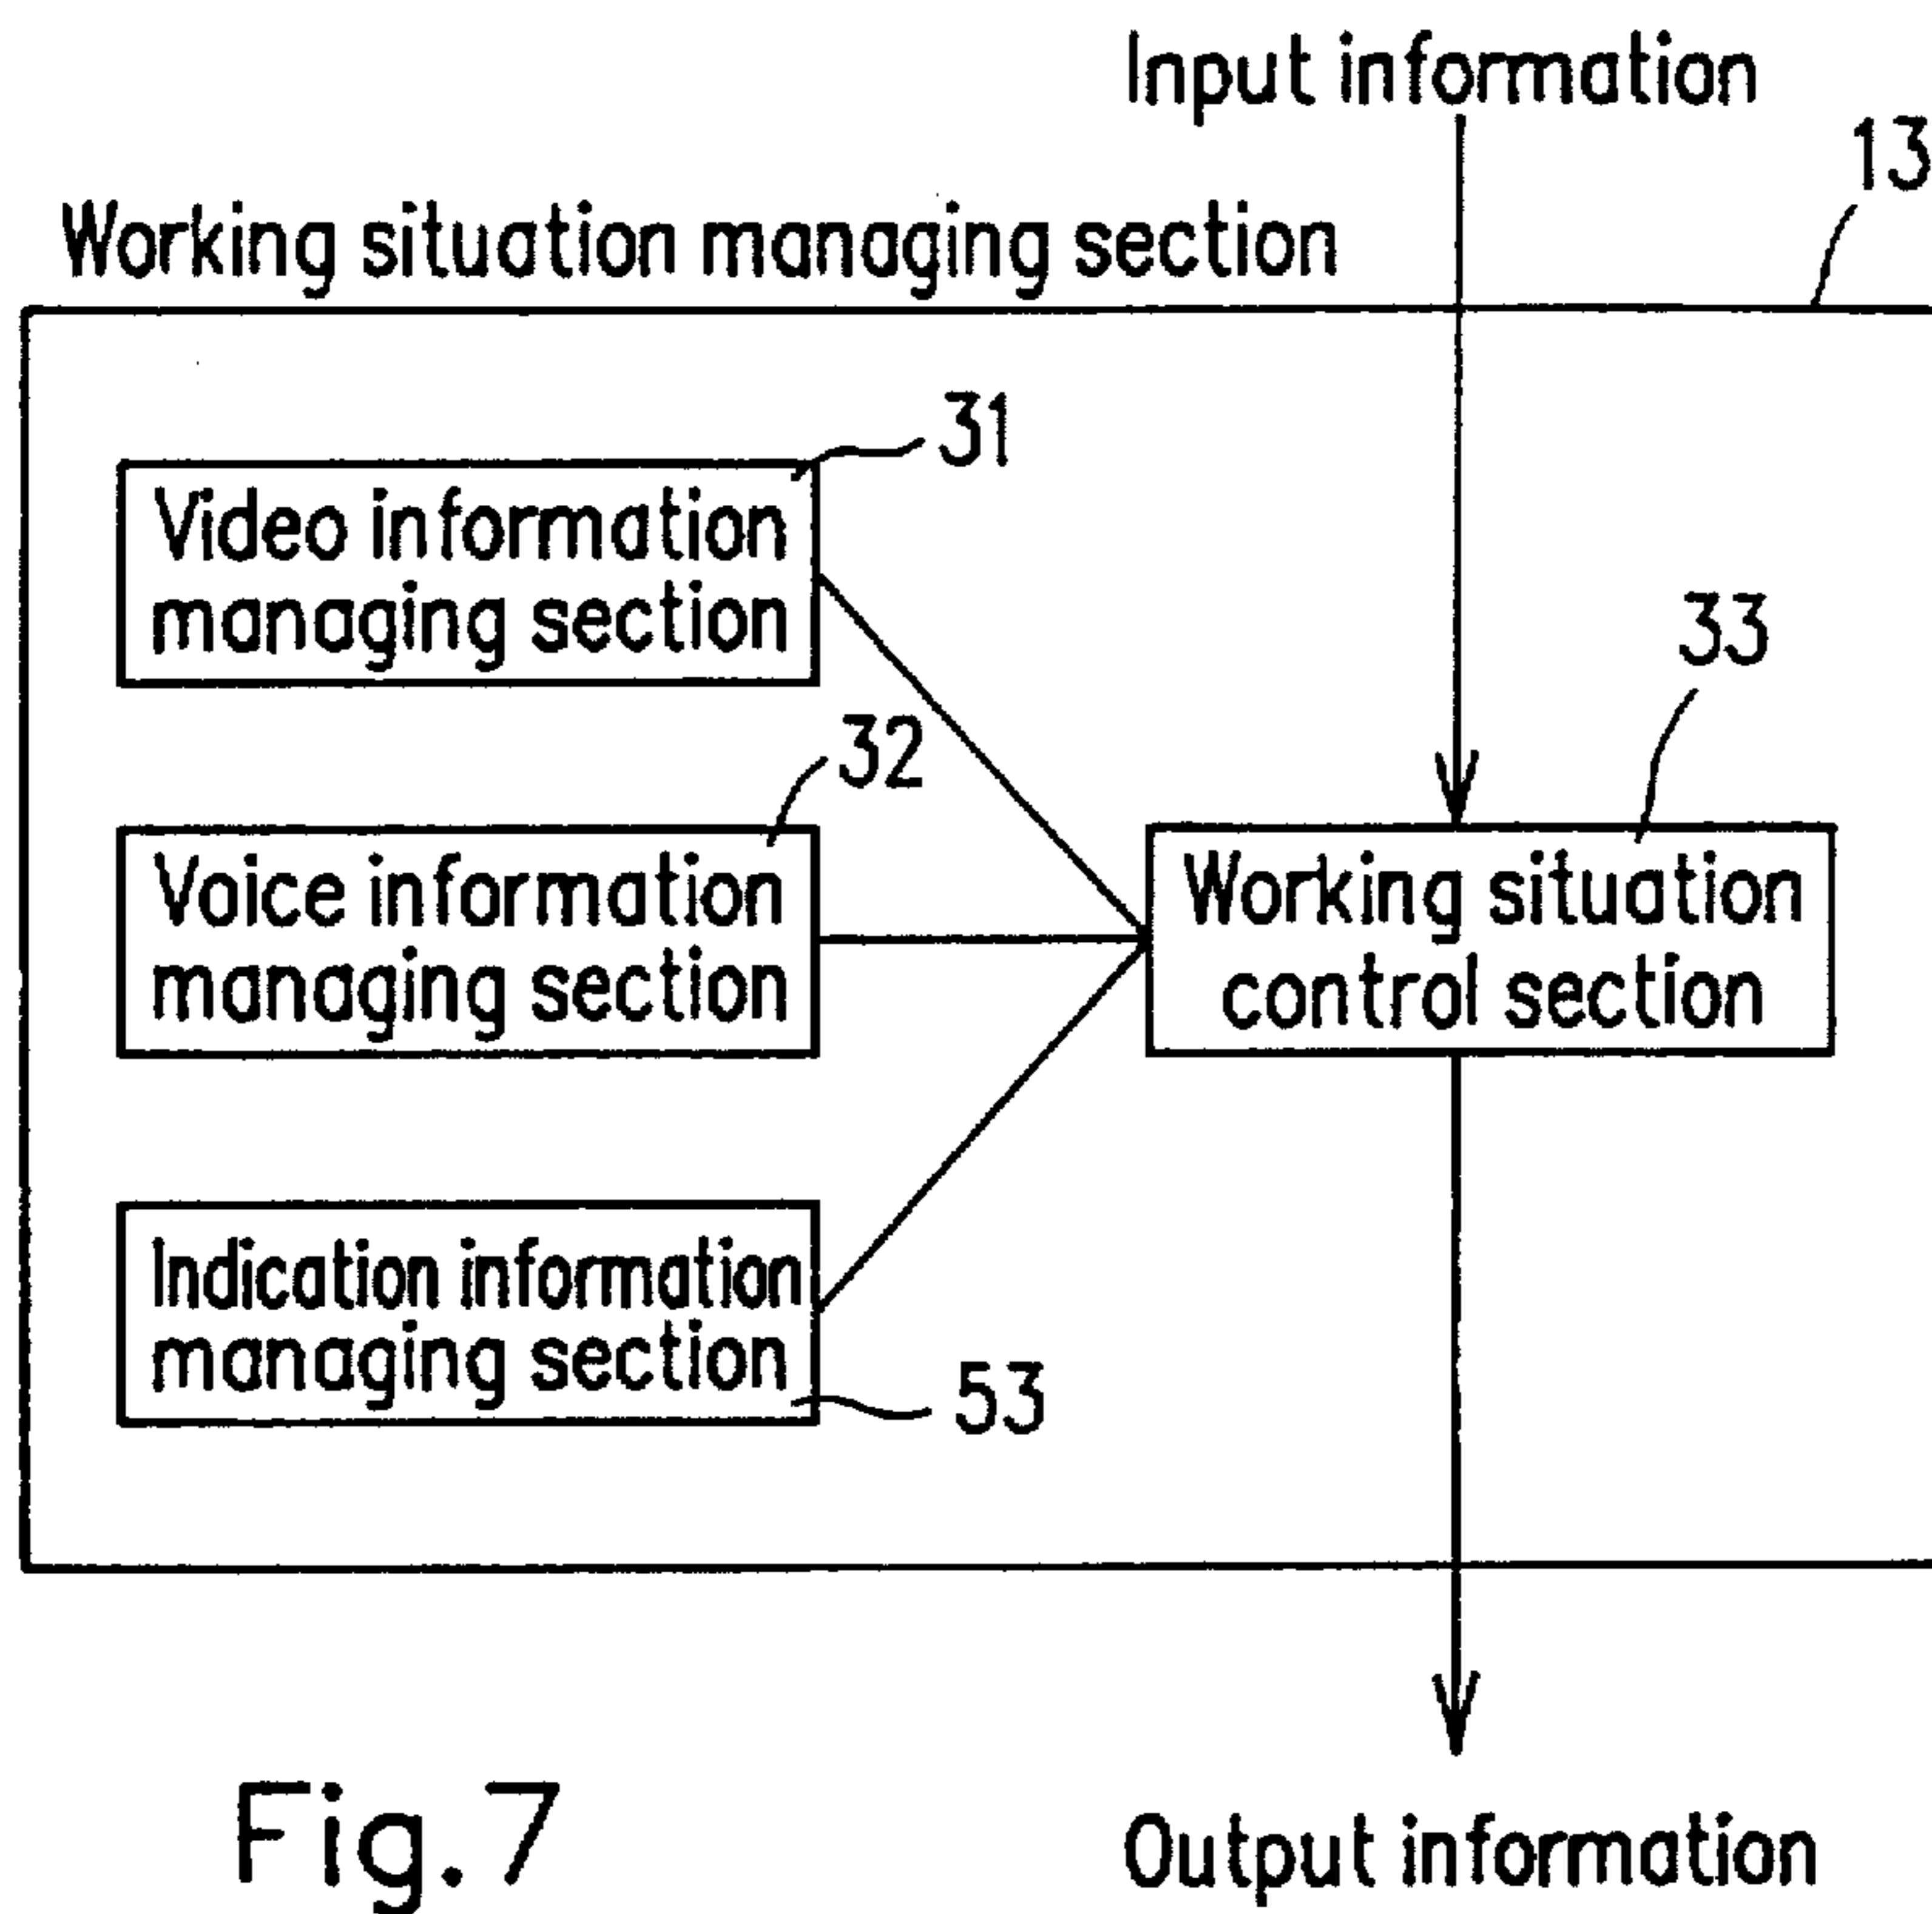 Input information
13
Working situation managing section
31
Video information
managing section
33
32
Voice information
managing section
Working situation
control section
Indication information
managing section
53
Fig.7
Output information